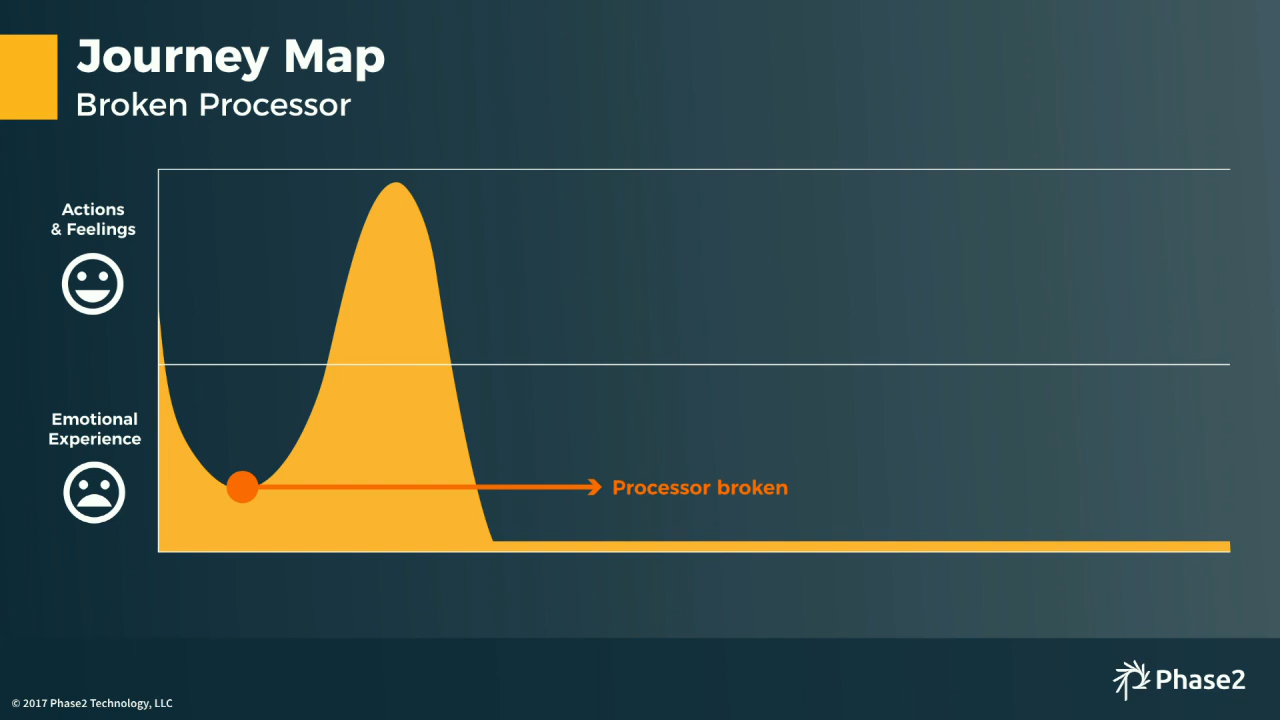 Journey Map
Broken Processor
Actions
& Feelings
Emotional
Experience
Processor broken
Phase2
© 2017 Phase2 Technology, LLC